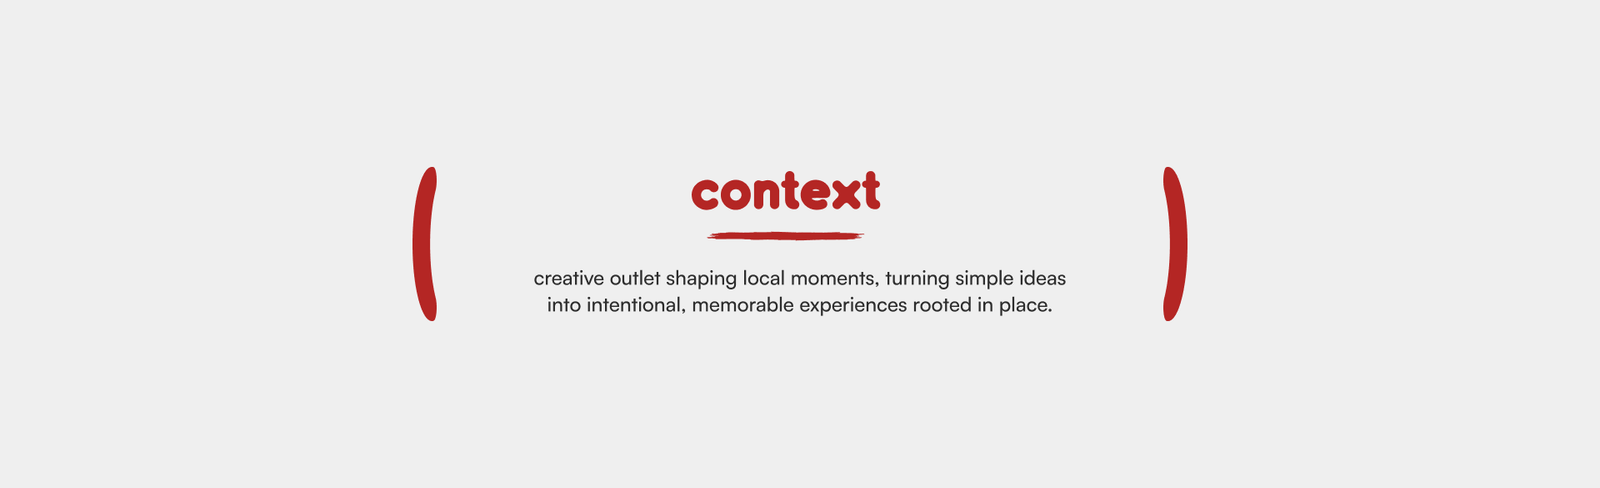 context
creative outlet shaping local moments, turning simple ideas
into intentional, memorable experiences rooted in place.